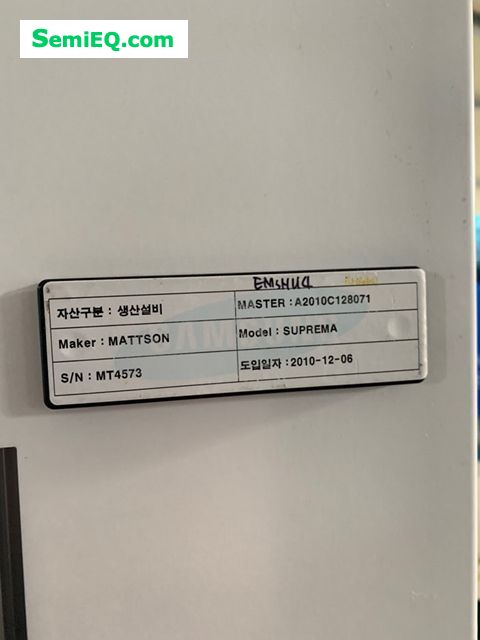 SemiEQ.com
EMSHU4
자산구분 : 생산설비
MASTER : A2010C128071
Maker : MATTSON
Model : SUPREMA
S/N : MT4573
도입일자 : 2010-12-06
SAMSUNG